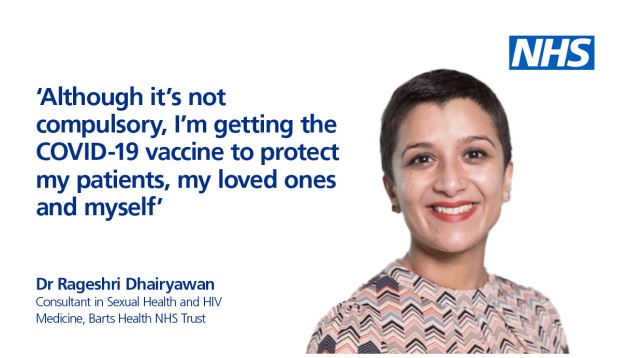 NHS
‘Although it’s not
compulsory, I’m getting the
COVID-19 vaccine to protect
my patients, my loved ones
and myself’
Dr Rageshri Dhairyawan
Consultant in Sexual Health and HIV
Medicine, Barts Health NHS Trust